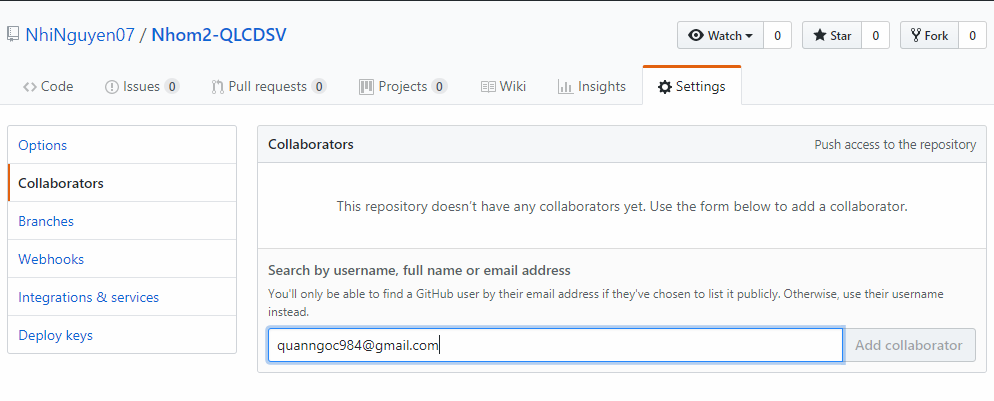 NhiNguyen07 / Nhom2-QLCDSV
Watch 0 Star 0 Fork 0
Code Issues 0 Pull requests 0 Projects 0 Wiki Insights Settings
Options
Collaborators
Branches
Webhooks
Integrations & services
Deploy keys
Collaborators Push access to the repository
This repository doesn't have any collaborators yet. Use the form below to add a collaborator.
Search by username, full name or email address
You'll only be able to find a GitHub user by their email address if they've chosen to list it publicly. Otherwise, use their username
instead.
quanngoc984@gmail.com Add collaborator